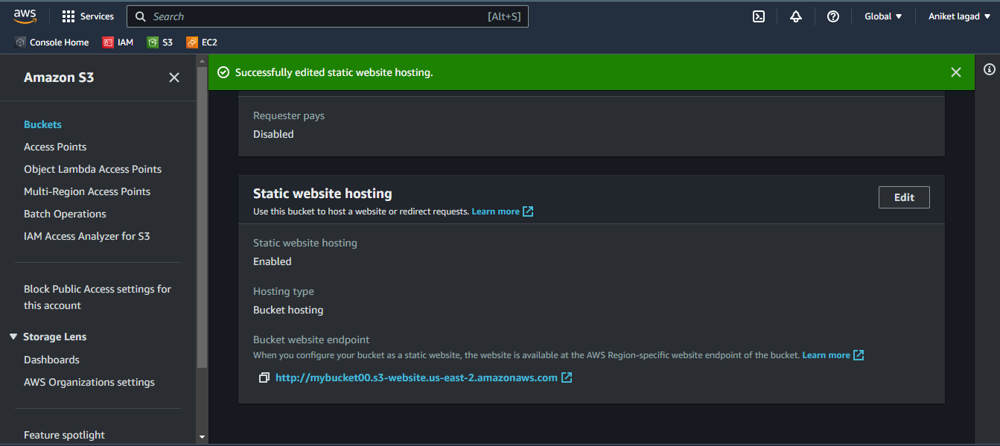 aws
Services
Search
[Alt+S]
Global
Aniket lagad
Console Home
IAM
S3
EC2
Amazon S3
Buckets
Access Points
Object Lambda Access Points
Multi-Region Access Points
Batch Operations
IAM Access Analyzer for S3
Block Public Access settings for
this account
Storage Lens
Dashboards
AWS Organizations settings
Feature spotlight
Successfully edited static website hosting.
Requester pays
Disabled
Static website hosting
Edit
Use this bucket to host a website or redirect requests. Learn more
Static website hosting
Enabled
Hosting type
Bucket hosting
Bucket website endpoint
When you configure your bucket as a static website, the website is available at the AWS Region-specific website endpoint of the bucket. Learn more
http://mybucket00.s3-website.us-east-2.amazonaws.com